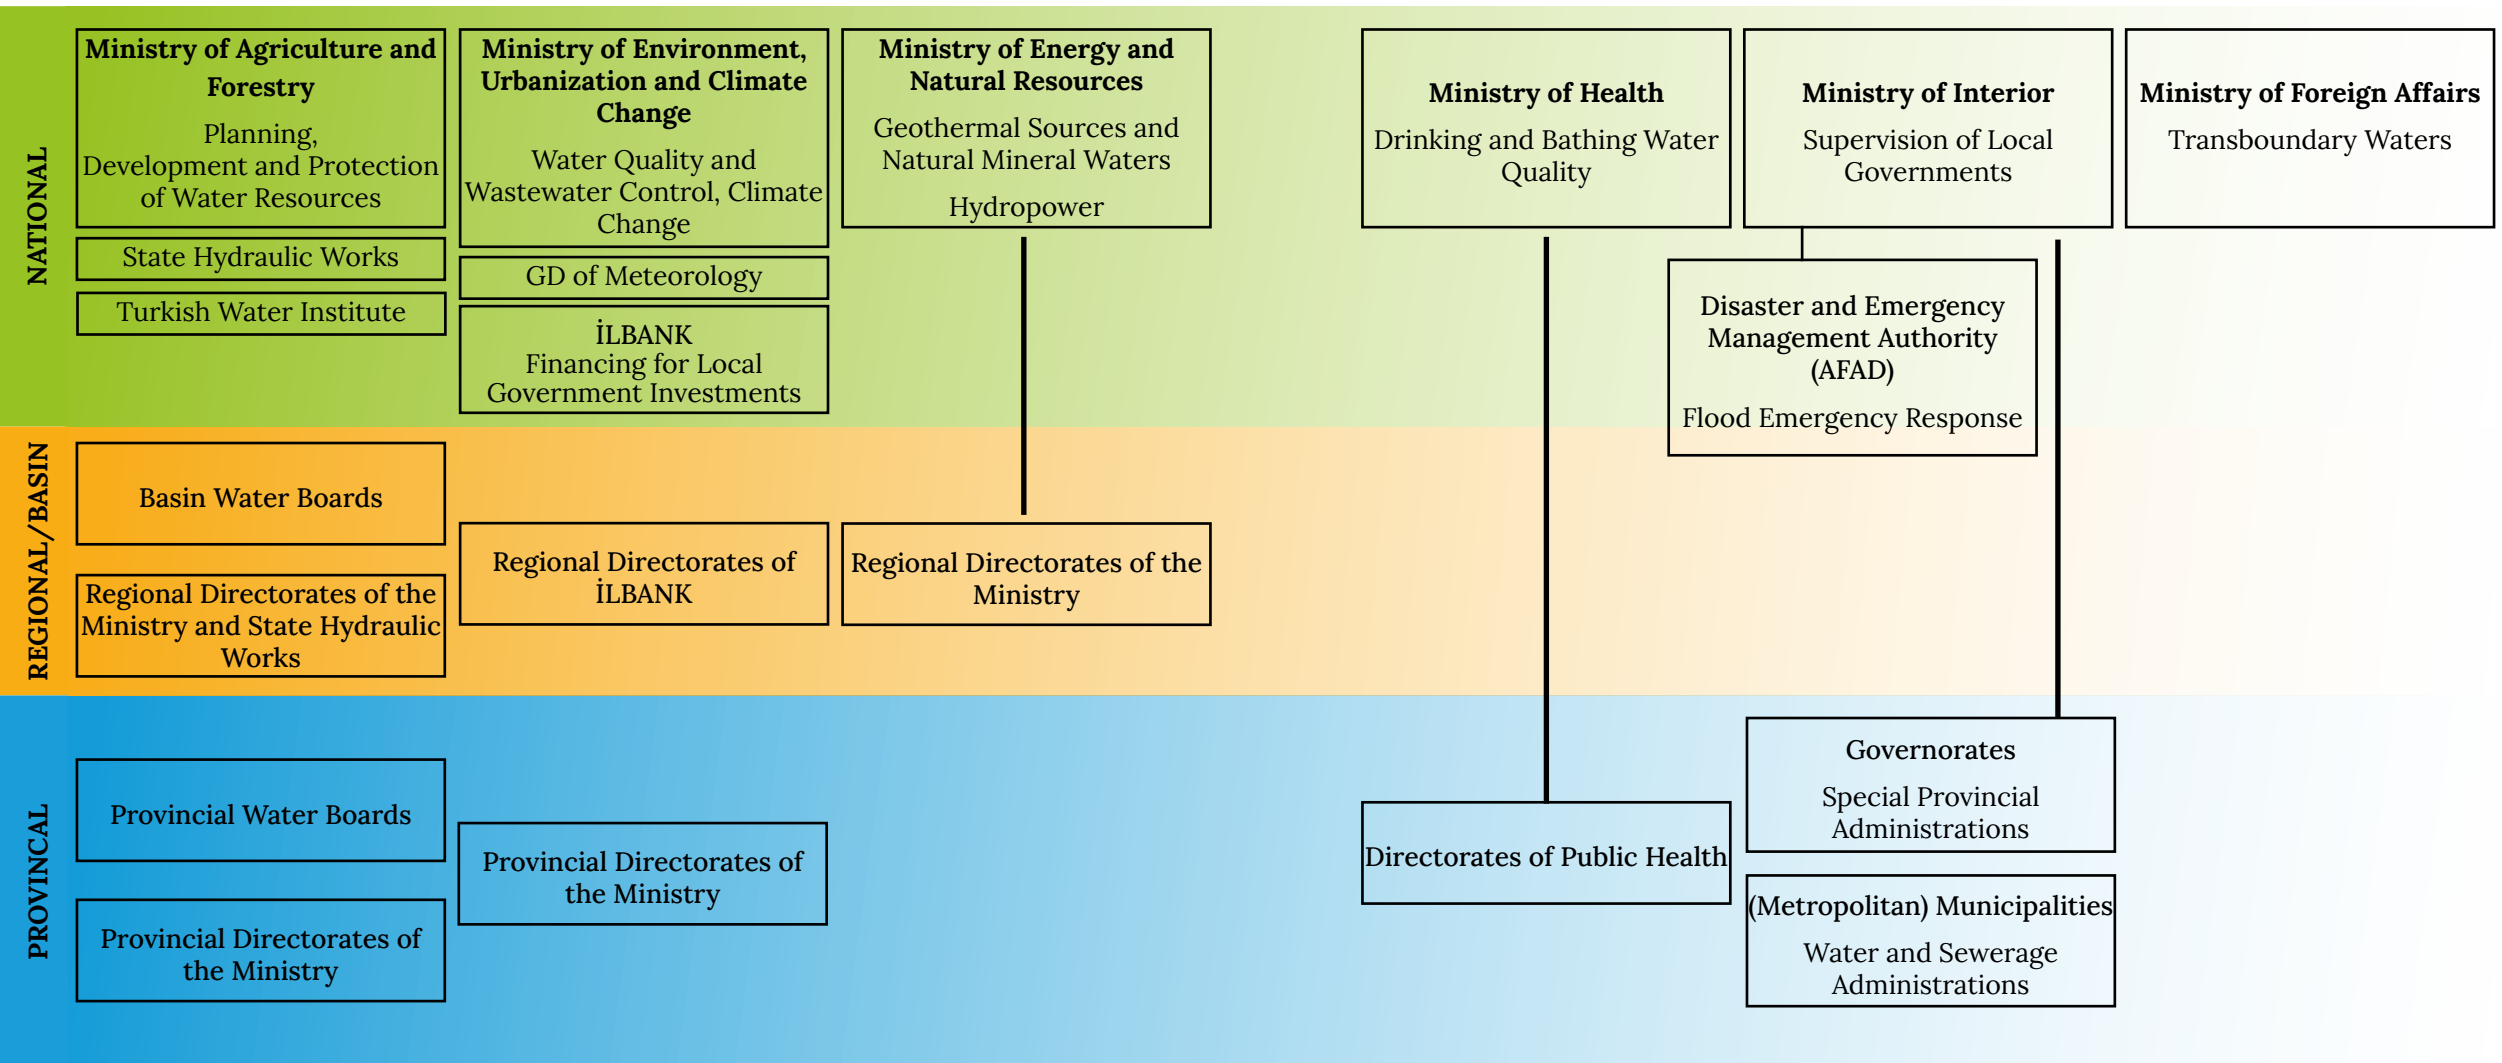 NATIONAL
Ministry of Agriculture and
Forestry
Planning,
Development and Protection
of Water Resources
State Hydraulic Works
Turkish Water Institute
Ministry of Environment,
Urbanization and Climate
Change
Water Quality and
Wastewater Control, Climate
Change
GD of Meteorology
İLBANK
Financing for Local
Government Investments
Ministry of Energy and
Natural Resources
Geothermal Sources and
Natural Mineral Waters
Hydropower
Ministry of Health
Drinking and Bathing Water
Quality
Ministry of Interior
Supervision of Local
Governments
Disaster and Emergency
Management Authority
(AFAD)
Flood Emergency Response
Ministry of Foreign Affairs
Transboundary Waters
REGIONAL/BASIN
Basin Water Boards
Regional Directorates of the
Ministry and State Hydraulic
Works
Regional Directorates of
İLBANK
Regional Directorates of the
Ministry
PROVINCAL
Provincial Water Boards
Provincial Directorates of
the Ministry
Provincial Directorates of
the Ministry
Directorates of Public Health
Governorates
Special Provincial
Administrations
(Metropolitan) Municipalities
Water and Sewerage
Administrations